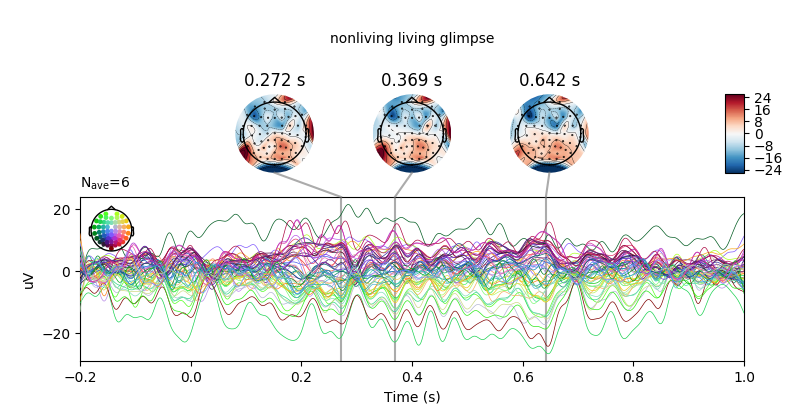 nonliving living glimpse
0.272 s 0.369 s 0.642 s
24
16
8
0
−8
−16
−24
Nave=6
20
0
−20
uV
−0.2 0.0 0.2 0.4 0.6 0.8 1.0
Time (s)